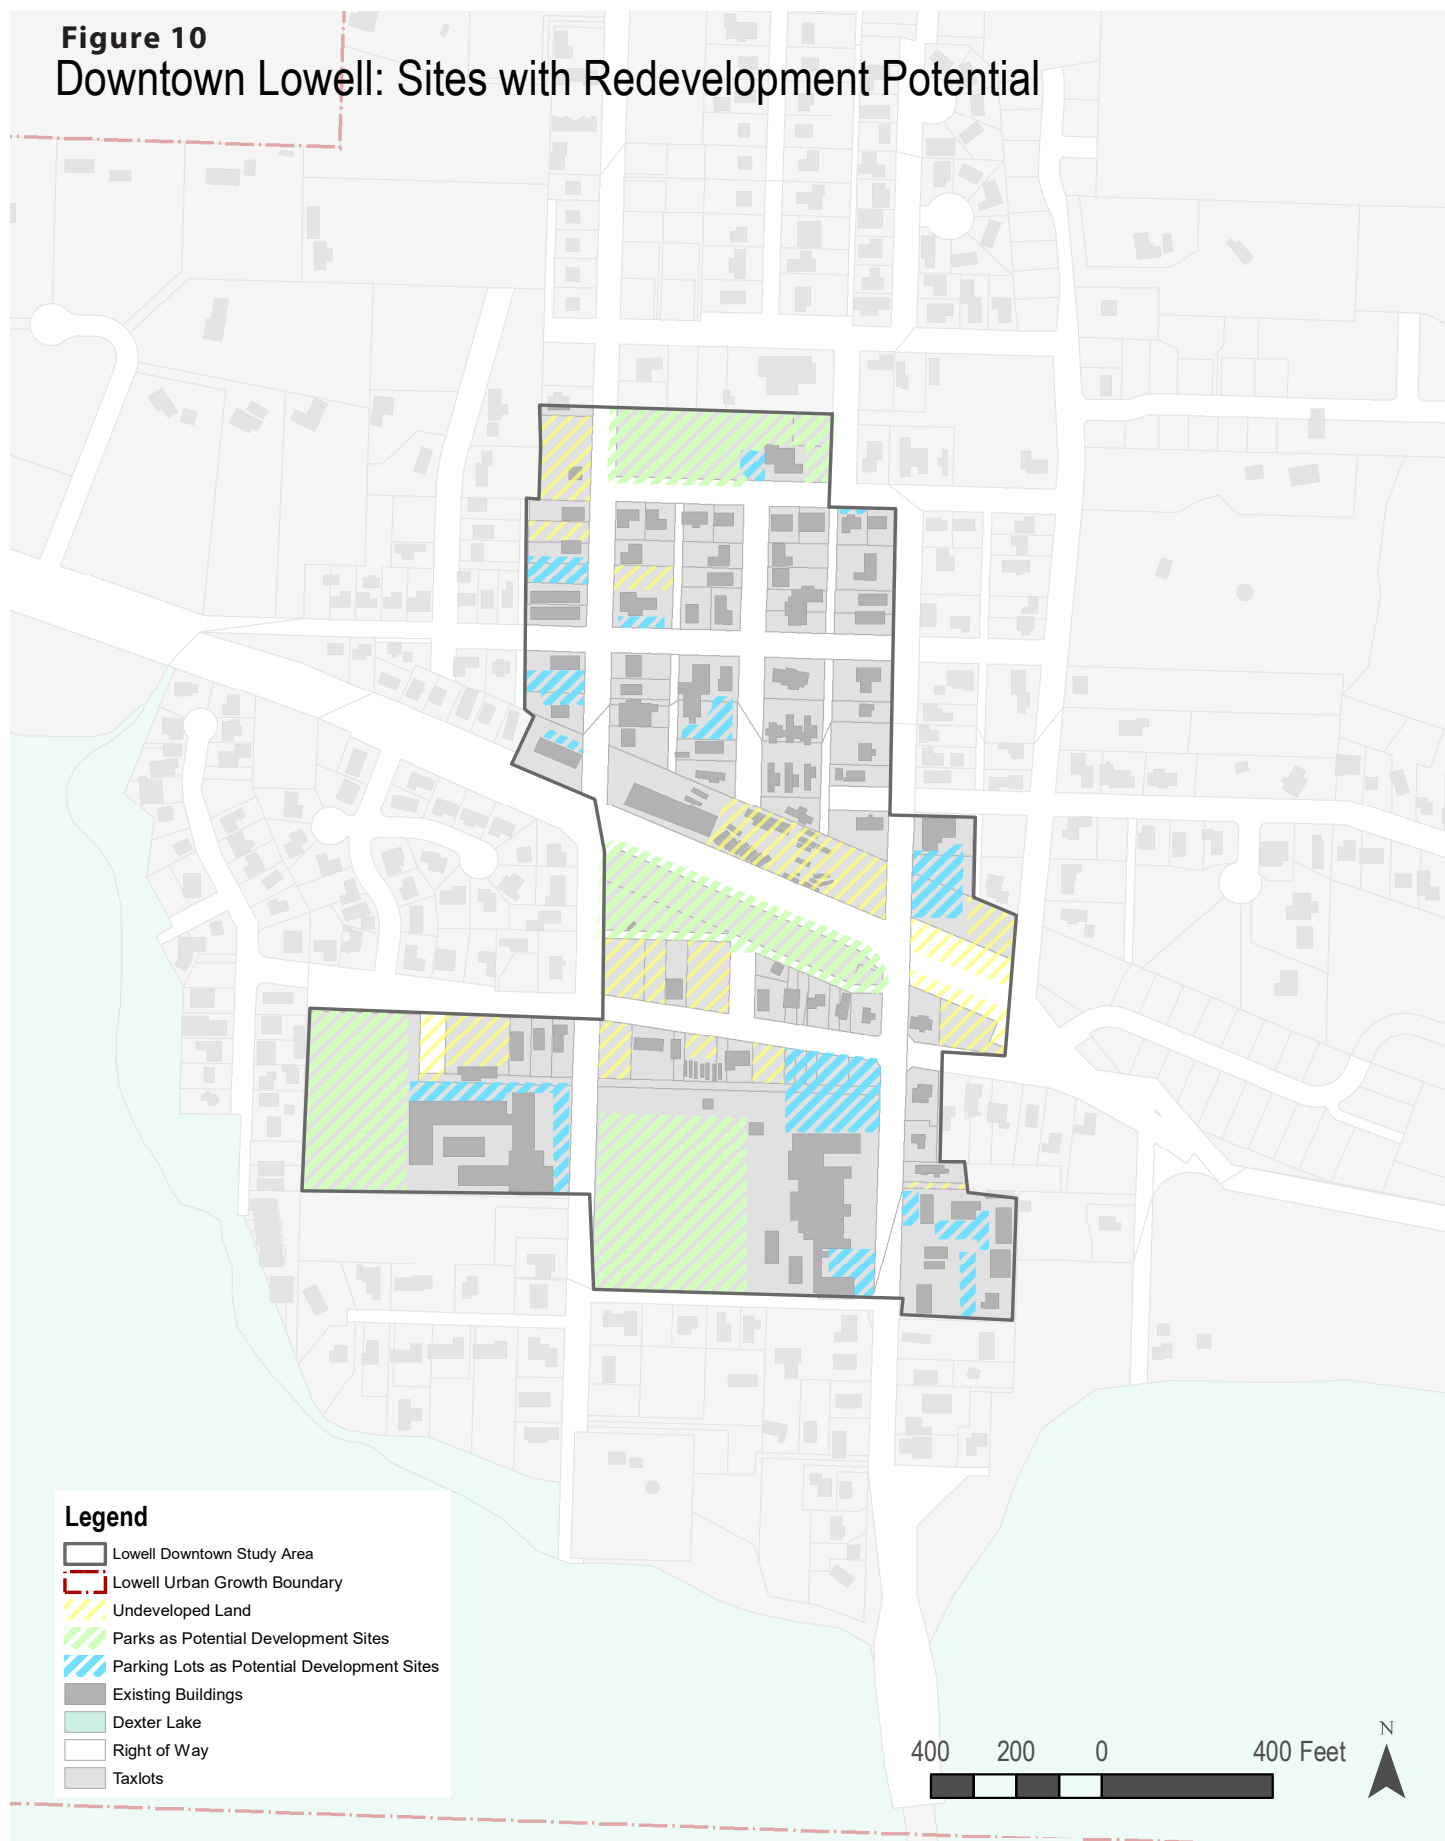 Figure 10
Downtown Lowell: Sites with Redevelopment Potential
Legend
Lowell Downtown Study Area
Lowell Urban Growth Boundary
Undeveloped Land
Parks as Potential Development Sites
Parking Lots as Potential Development Sites
Existing Buildings
Dexter Lake
Right of Way
Taxlots
N
400 200 0 400 Feet